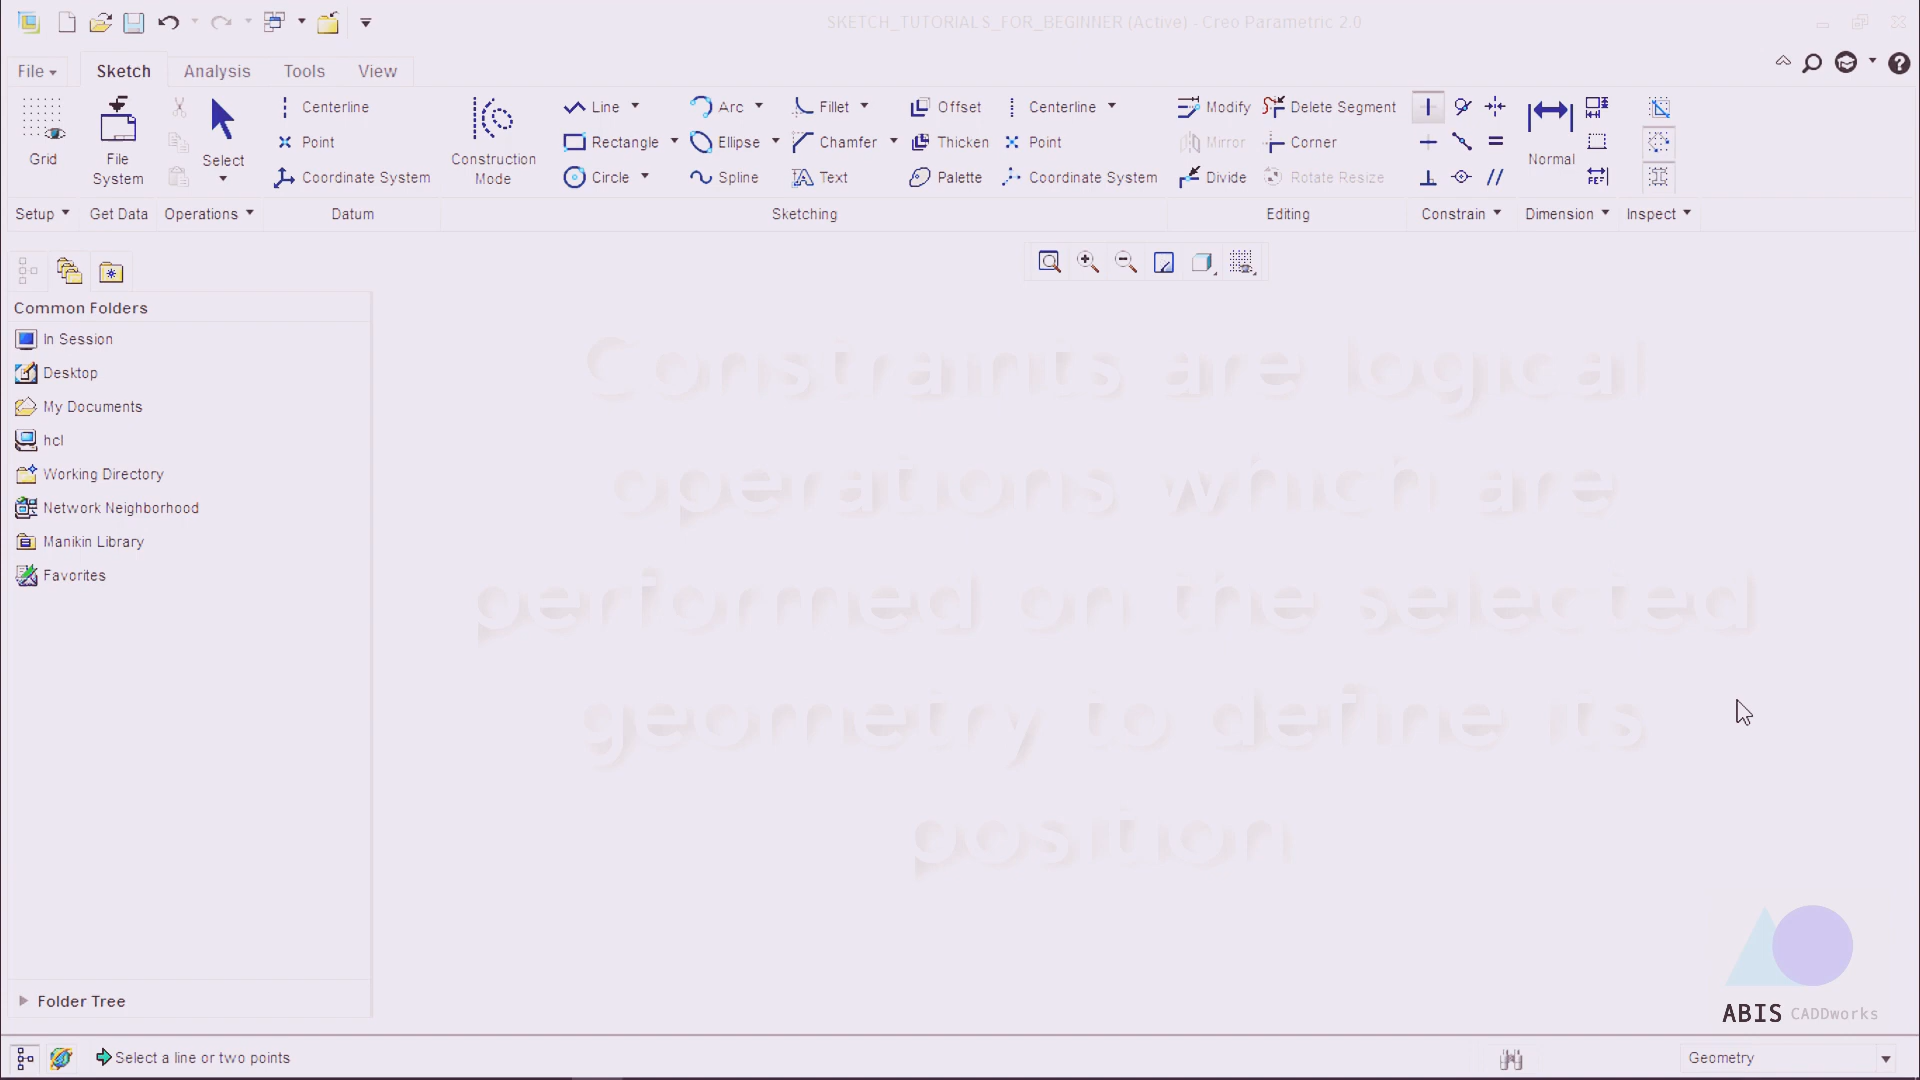 SKETCH_TUTORIALS_FOR_BEGINNER (Active) - Creo Parametric 2.0
File Sketch Analysis Tools View
Centerline Line Arc Fillet Offset Centerline Modify Delete Segment
Grid File System Select Point Construction Mode Rectangle Ellipse Chamfer Thicken Point Mirror Corner Normal
Coordinate System Circle Spline Text Palette Coordinate System Divide Rotate Resize
Setup Get Data Operations Datum Sketching Editing Constrain Dimension Inspect
Common Folders
In Session
Desktop
My Documents
hcl
Working Directory
Network Neighborhood
Manikin Library
Favorites
Constraints are logical
operations which are
performed on the selected
geometry to define its
position
Folder Tree
ABIS CADDworks
Select a line or two points
Geometry